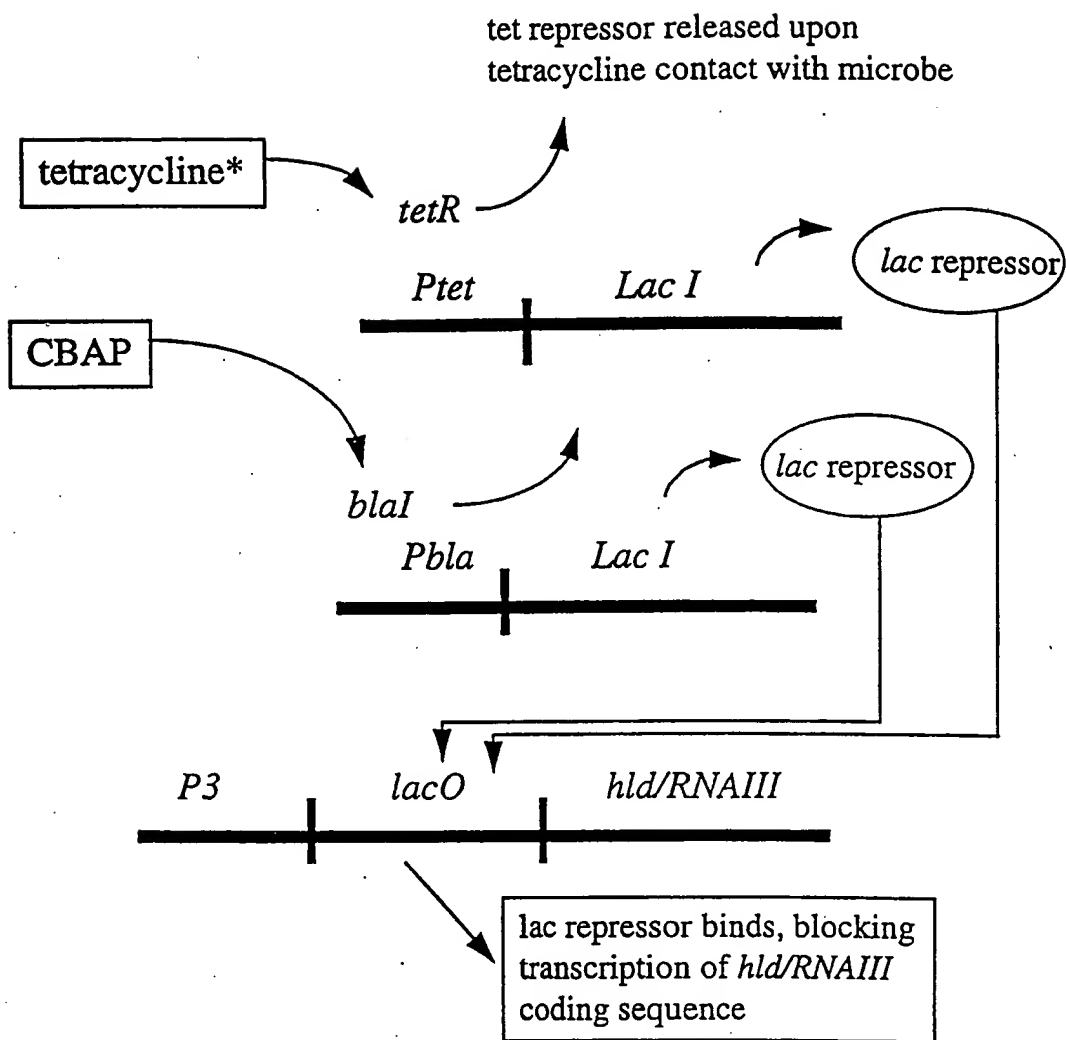 tet repressor released upon
tetracycline contact with microbe
tetracycline*
tetR
lac repressor
Ptet
Lac I
CBAP
lac repressor
blaI
Pbla
Lac I
P3
lacO
hld/RNAIII
lac repressor binds, blocking
transcription of hld/RNAIII
coding sequence